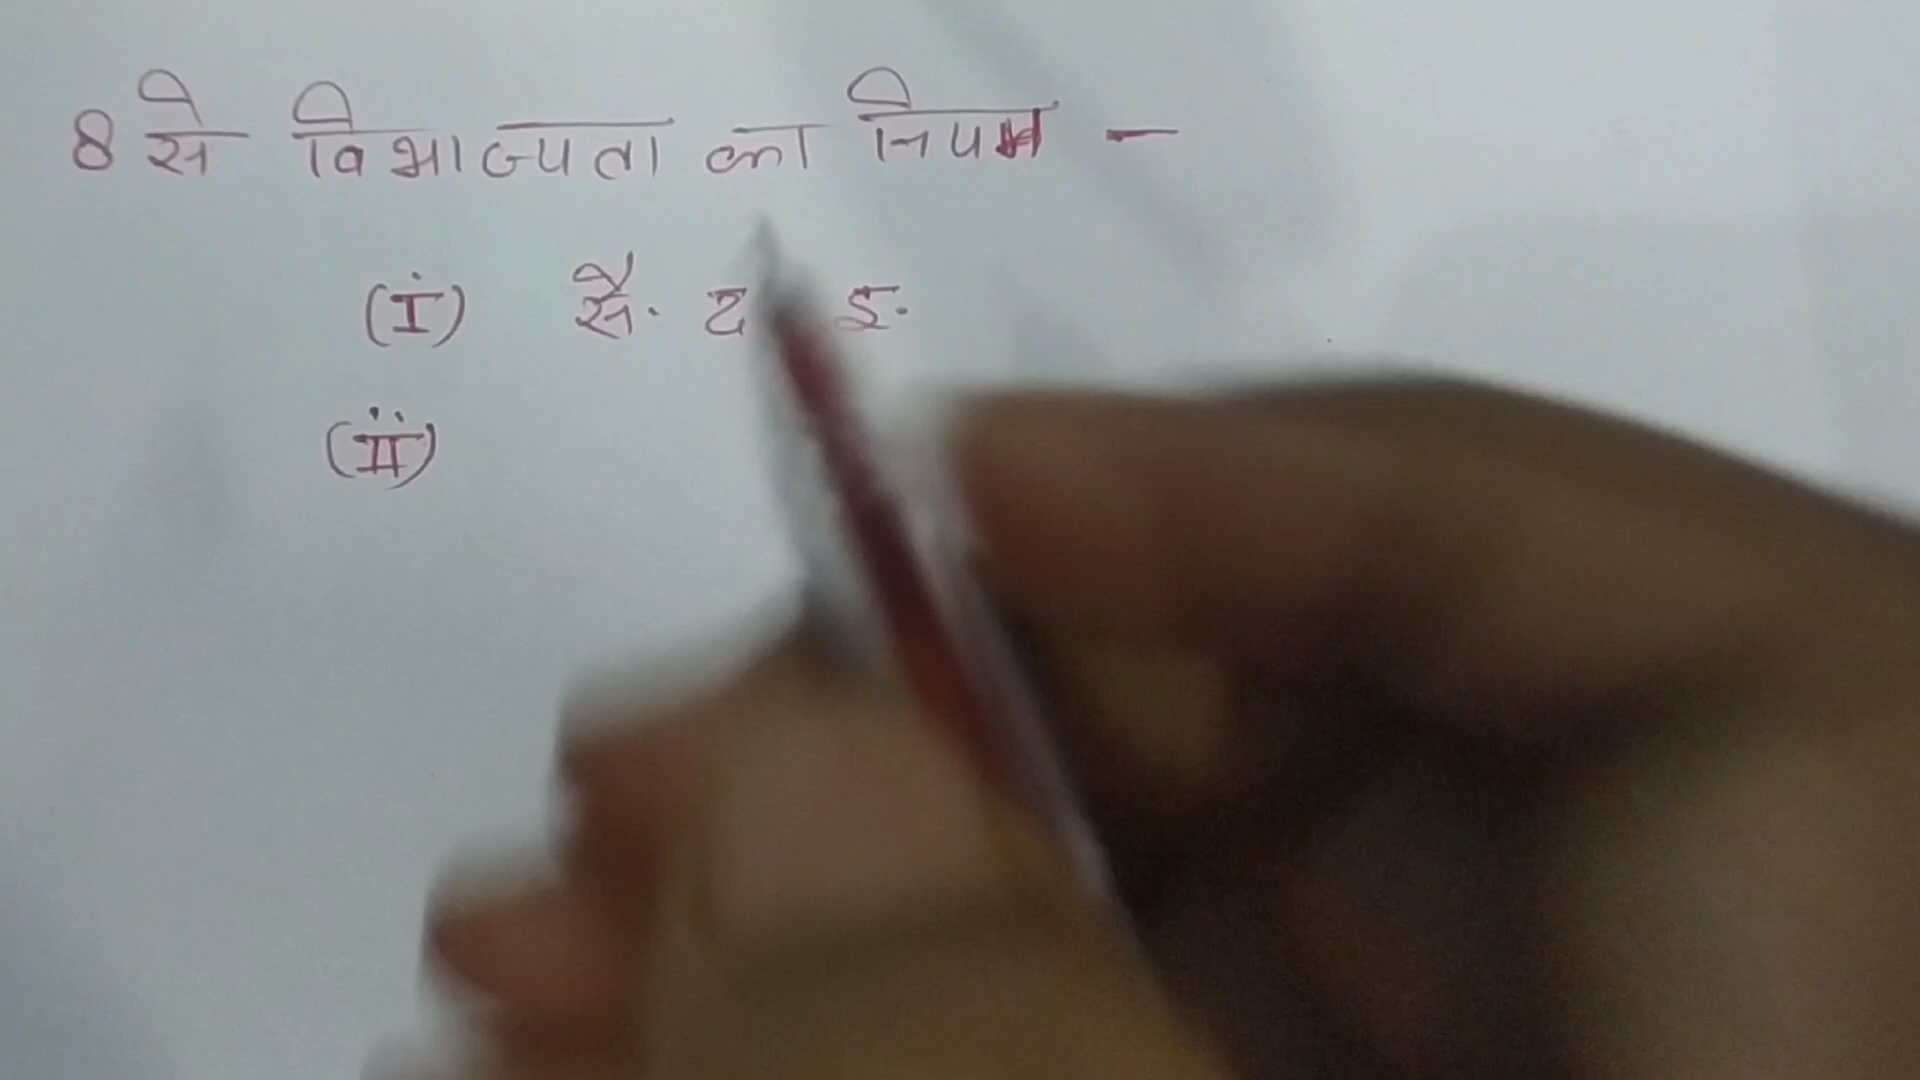 8 से विभाज्यता का नियम -
(i) सै. द इ.
(ii)